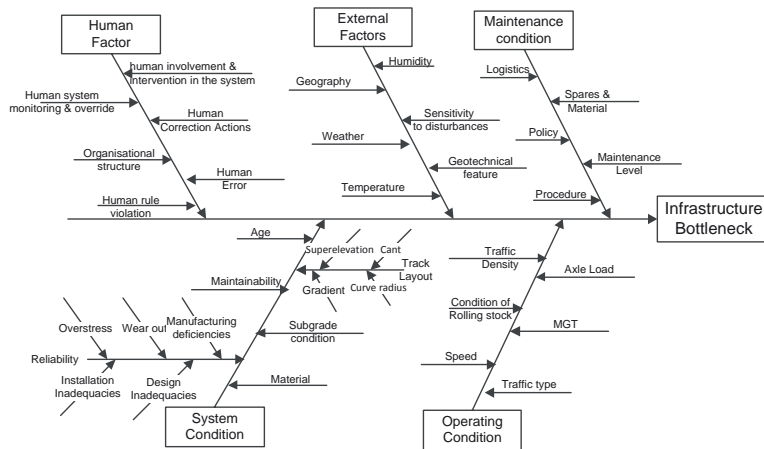 Human
Factor
External
Factors
Maintenance
condition
human involvement &
intervention in the system
Human system
monitoring & override
Human
Correction Actions
Organisational
structure
Human
Error
Human rule
violation
Humidity
Geography
Sensitivity
to disturbances
Weather
Geotechnical
feature
Temperature
Logistics
Spares &
Material
Policy
Maintenance
Level
Procedure
Infrastructure
Bottleneck
Age
Superelevation
Cant
Track
Layout
Gradient
Curve radius
Maintainability
Subgrade
condition
Overstress
Wear out
Manufacturing
deficiencies
Reliability
Installation
Inadequacies
Design
Inadequacies
Material
System
Condition
Traffic
Density
Axle Load
Condition of
Rolling stock
MGT
Speed
Traffic type
Operating
Condition